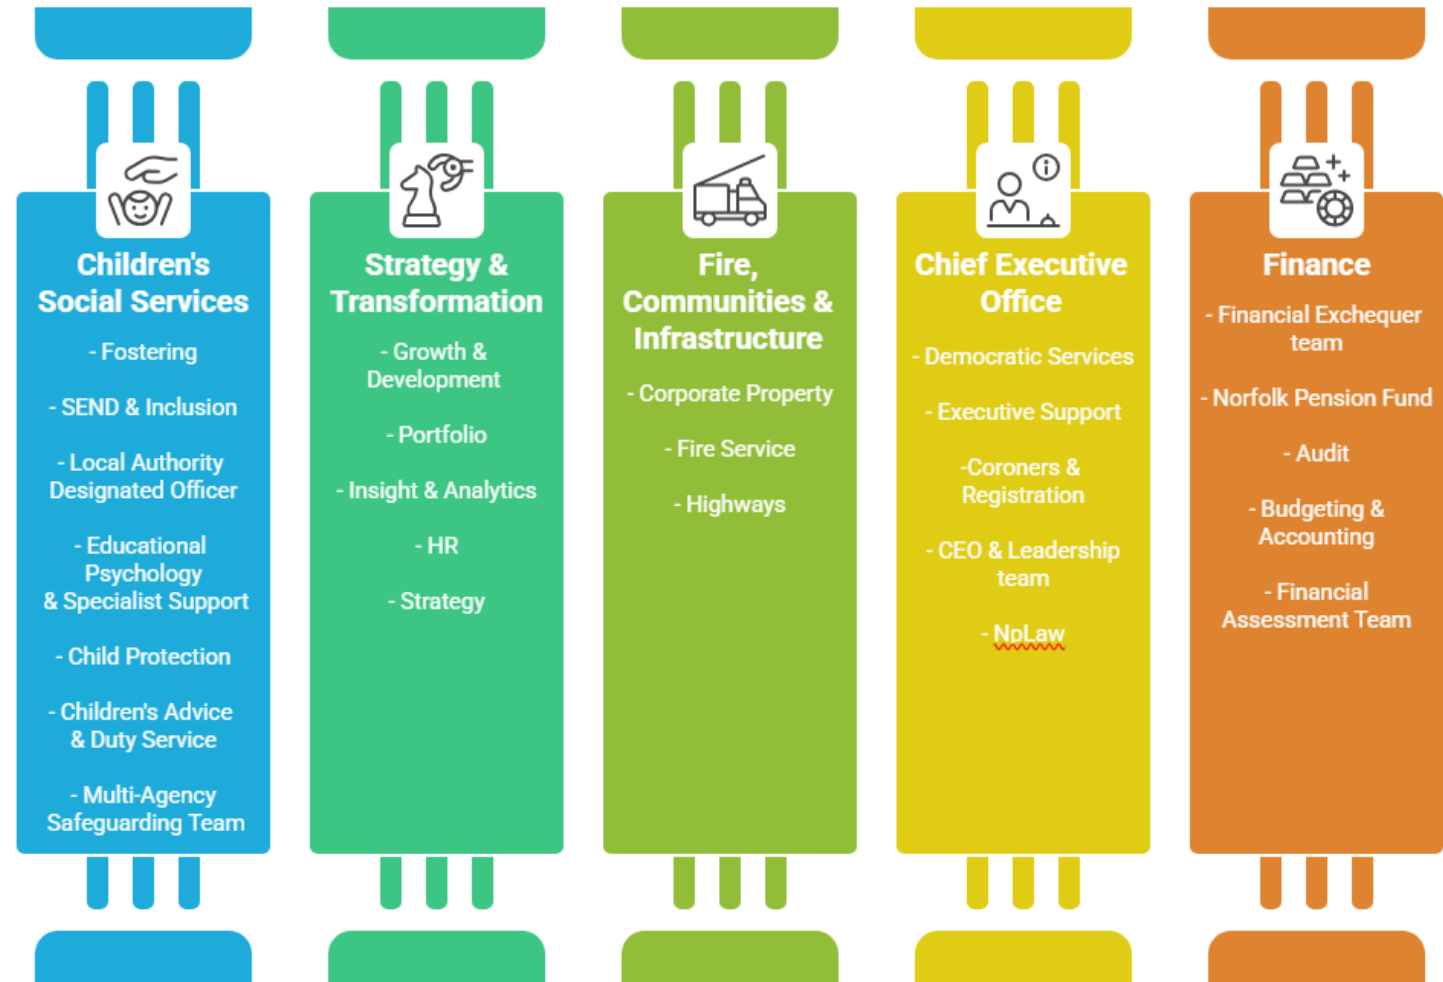 Children's
Social Services
- Fostering
- SEND & Inclusion
- Local Authority
Designated Officer
- Educational
Psychology
& Specialist Support
- Child Protection
- Children's Advice
& Duty Service
- Multi-Agency
Safeguarding Team
Strategy &
Transformation
- Growth &
Development
- Portfolio
- Insight & Analytics
- HR
- Strategy
Fire,
Communities &
Infrastructure
- Corporate Property
- Fire Service
- Highways
Chief Executive
Office
- Democratic Services
- Executive Support
-Coroners &
Registration
- CEO & Leadership
team
- NpLaw
Finance
- Financial Exchequer
team
- Norfolk Pension Fund
- Audit
- Budgeting &
Accounting
- Financial
Assessment Team